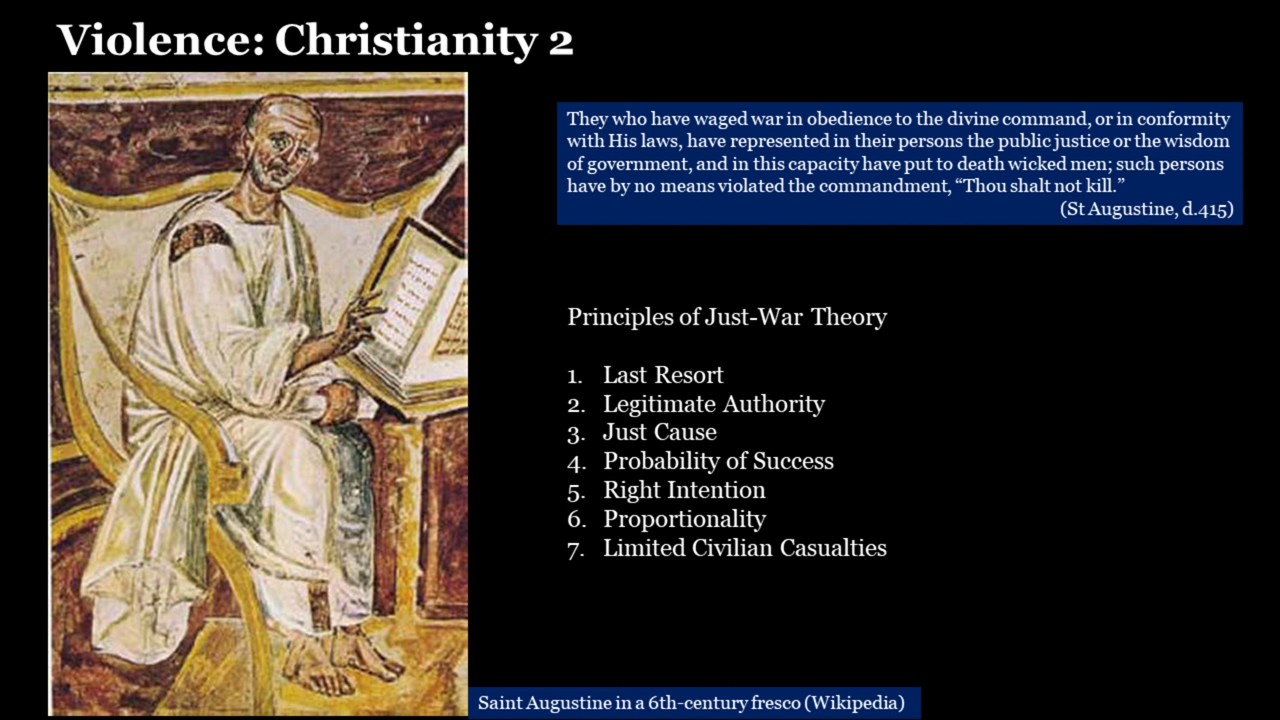 Violence: Christianity 2
They who have waged war in obedience to the divine command, or in conformity
with His laws, have represented in their persons the public justice or the wisdom
of government, and in this capacity have put to death wicked men; such persons
have by no means violated the commandment, “Thou shalt not kill.”
(St Augustine, d.415)
Principles of Just-War Theory
1. Last Resort
2. Legitimate Authority
3. Just Cause
4. Probability of Success
5. Right Intention
6. Proportionality
7. Limited Civilian Casualties
Saint Augustine in a 6th-century fresco (Wikipedia)